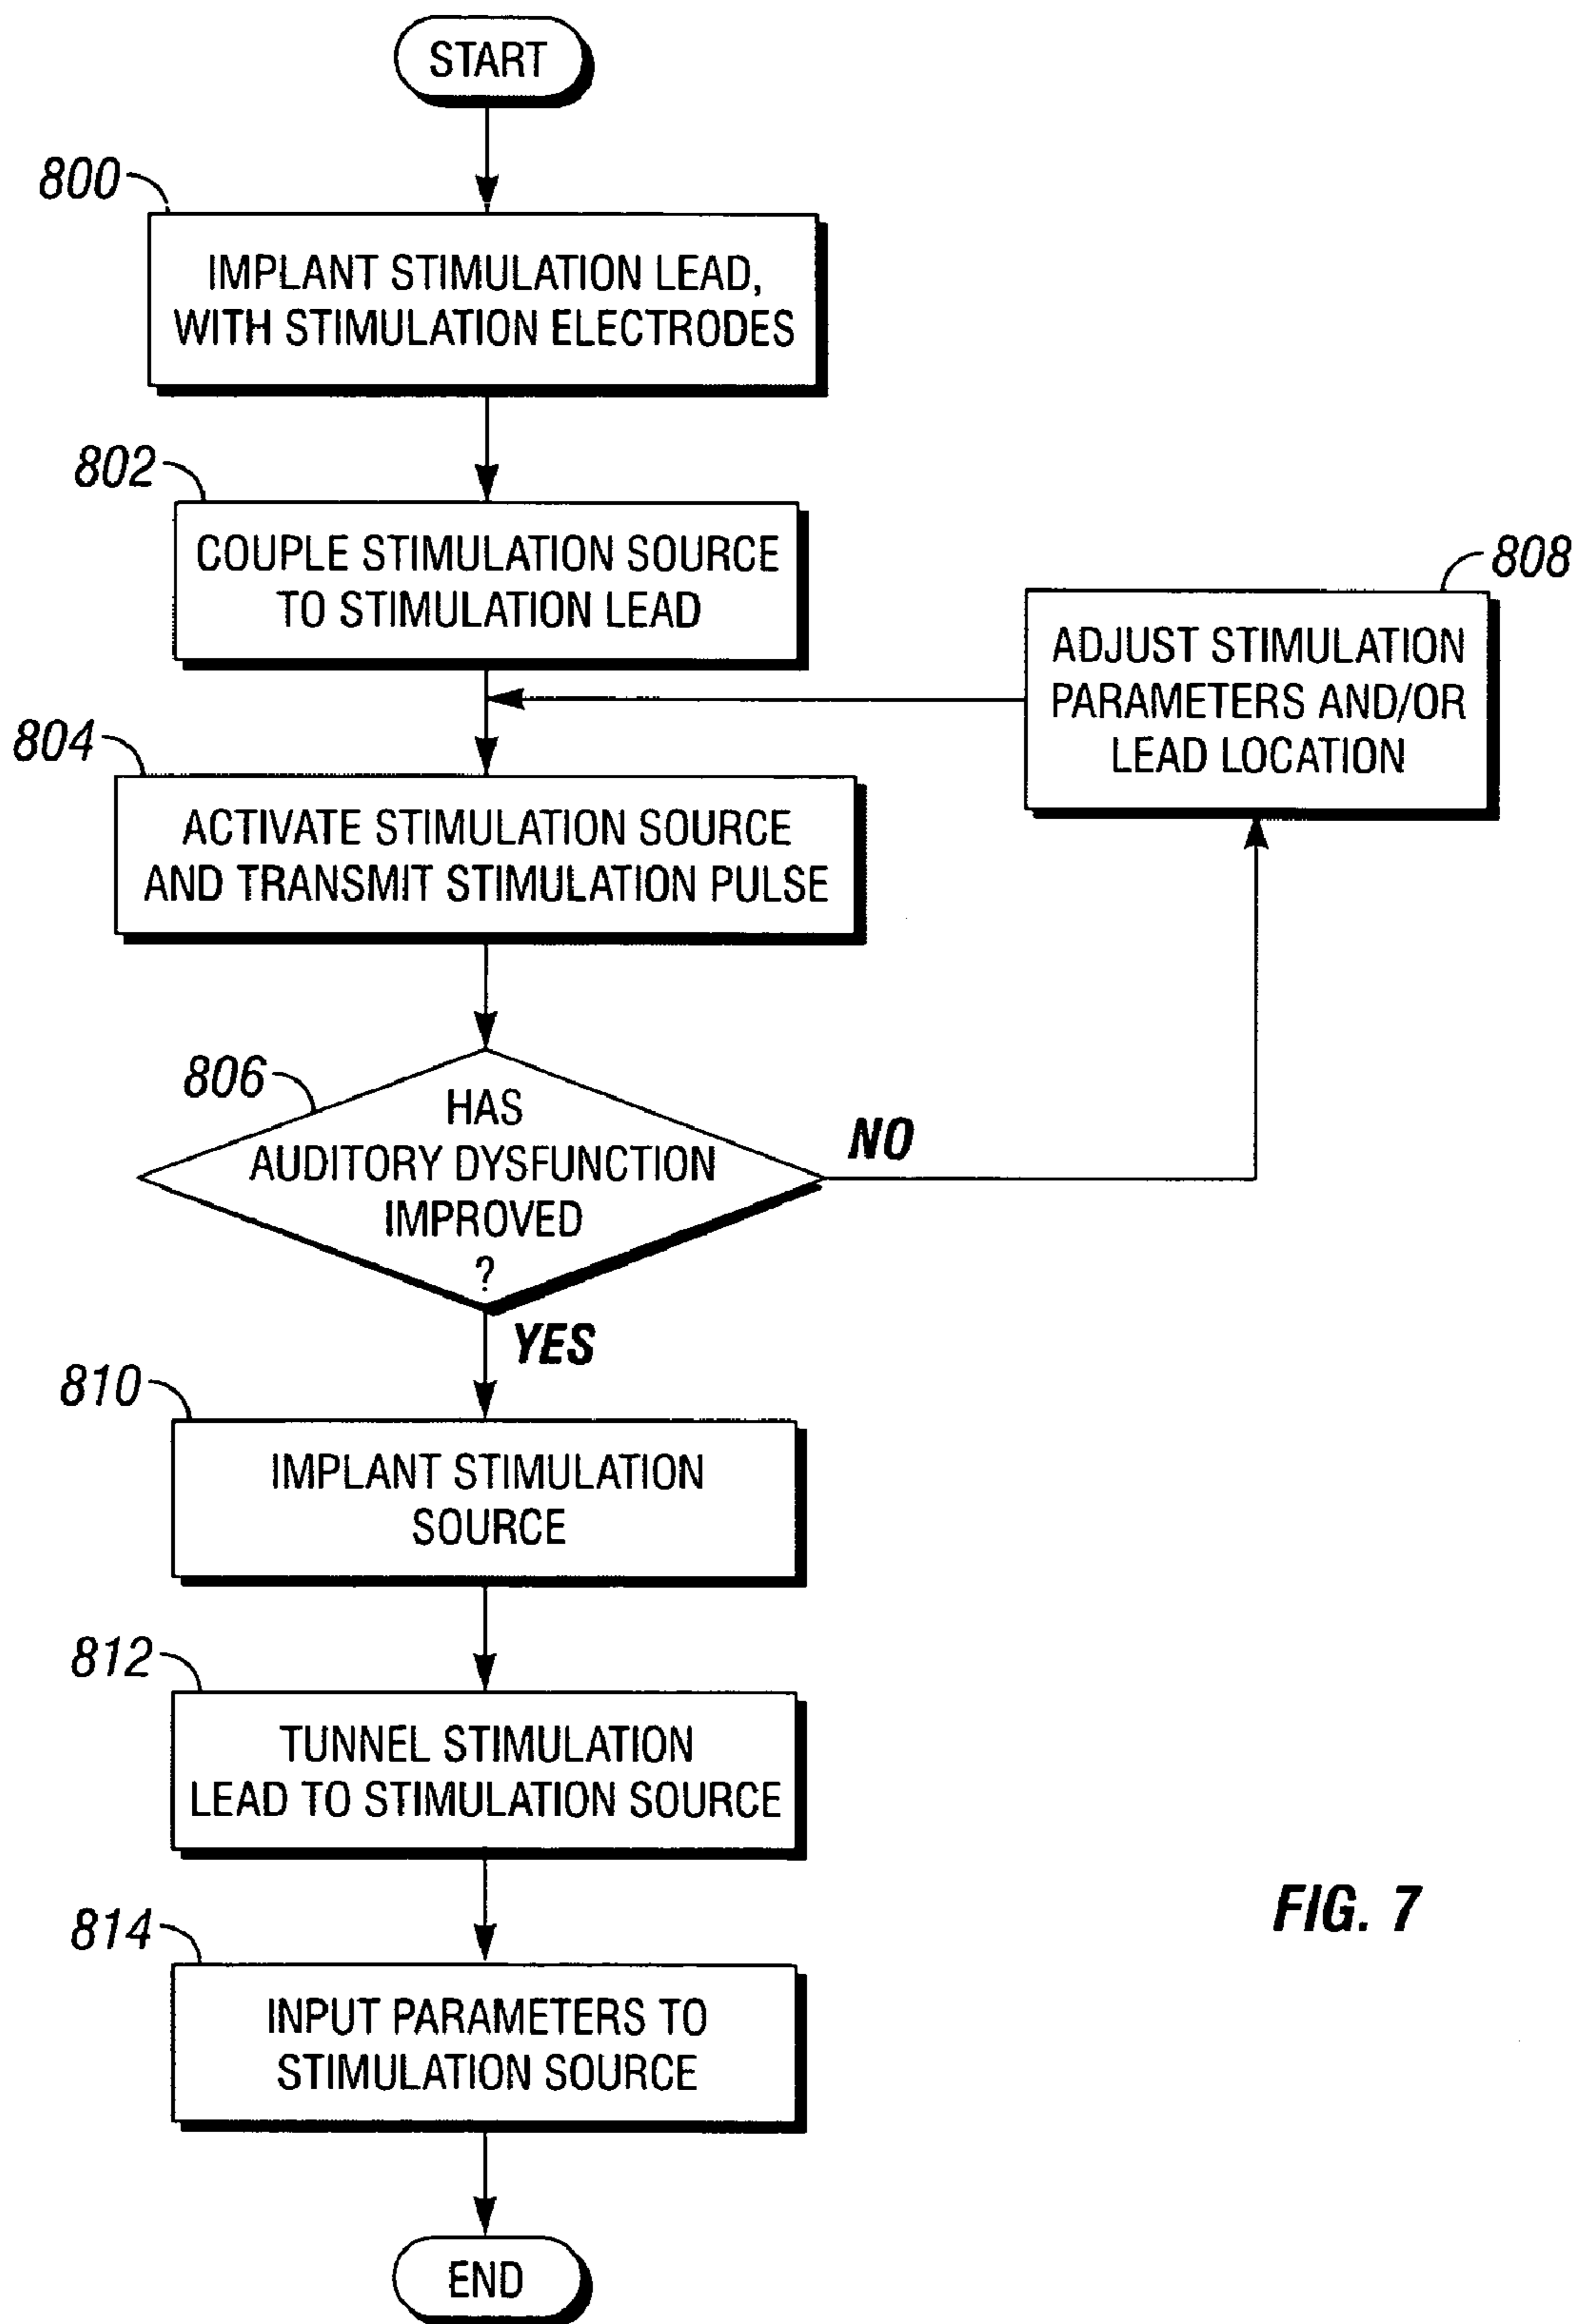 START
800
IMPLANT STIMULATION LEAD,
WITH STIMULATION ELECTRODES
802
COUPLE STIMULATION SOURCE
TO STIMULATION LEAD
808
ADJUST STIMULATION
PARAMETERS AND/OR
LEAD LOCATION
804
ACTIVATE STIMULATION SOURCE
AND TRANSMIT STIMULATION PULSE
806
HAS
AUDITORY DYSFUNCTION
IMPROVED
?
NO
YES
810
IMPLANT STIMULATION
SOURCE
812
TUNNEL STIMULATION
LEAD TO STIMULATION SOURCE
814
INPUT PARAMETERS TO
STIMULATION SOURCE
END
FIG. 7